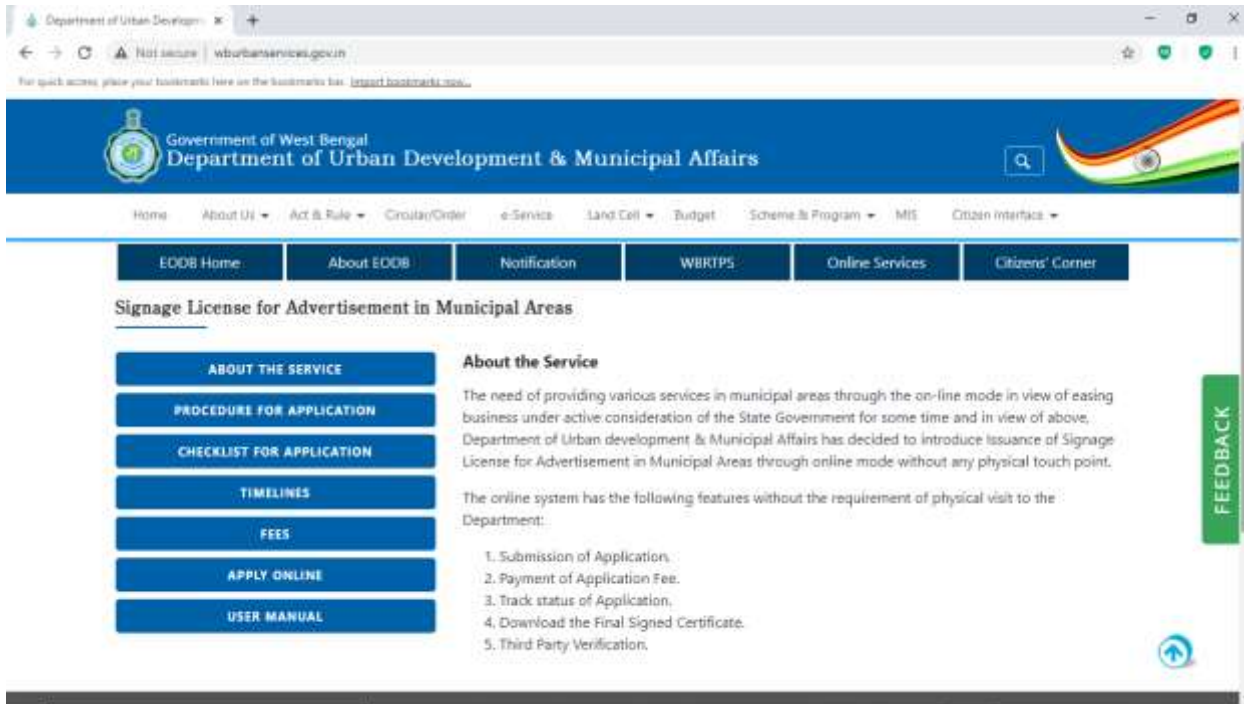 Department of Urban Develop
Not secure | wburbanservices.gov.in
For quick access, place your bookmarks here on the bookmarks bar. Import bookmarks now...
Government of West Bengal
Department of Urban Development & Municipal Affairs
Home About Us Act & Rule Circular/Order e-Service Land Cell Budget Scheme & Program MIS Citizen Interface
EODB Home About EODB Notification WBRTPS Online Services Citizens' Corner
Signage License for Advertisement in Municipal Areas
ABOUT THE SERVICE
PROCEDURE FOR APPLICATION
CHECKLIST FOR APPLICATION
TIMELINES
FEES
APPLY ONLINE
USER MANUAL
About the Service
The need of providing various services in municipal areas through the on-line mode in view of easing
business under active consideration of the State Government for some time and in view of above,
Department of Urban development & Municipal Affairs has decided to introduce Issuance of Signage
License for Advertisement in Municipal Areas through online mode without any physical touch point.
The online system has the following features without the requirement of physical visit to the
Department:
1. Submission of Application.
2. Payment of Application Fee.
3. Track status of Application.
4. Download the Final Signed Certificate.
5. Third Party Verification.
FEEDBACK